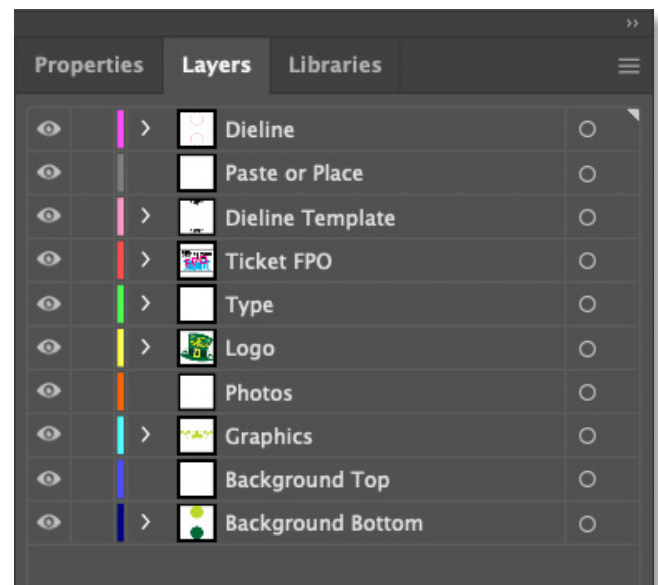 Properties Layers Libraries
Dieline
Paste or Place
Dieline Template
Ticket FPO
Type
Logo
Photos
Graphics
Background Top
Background Bottom